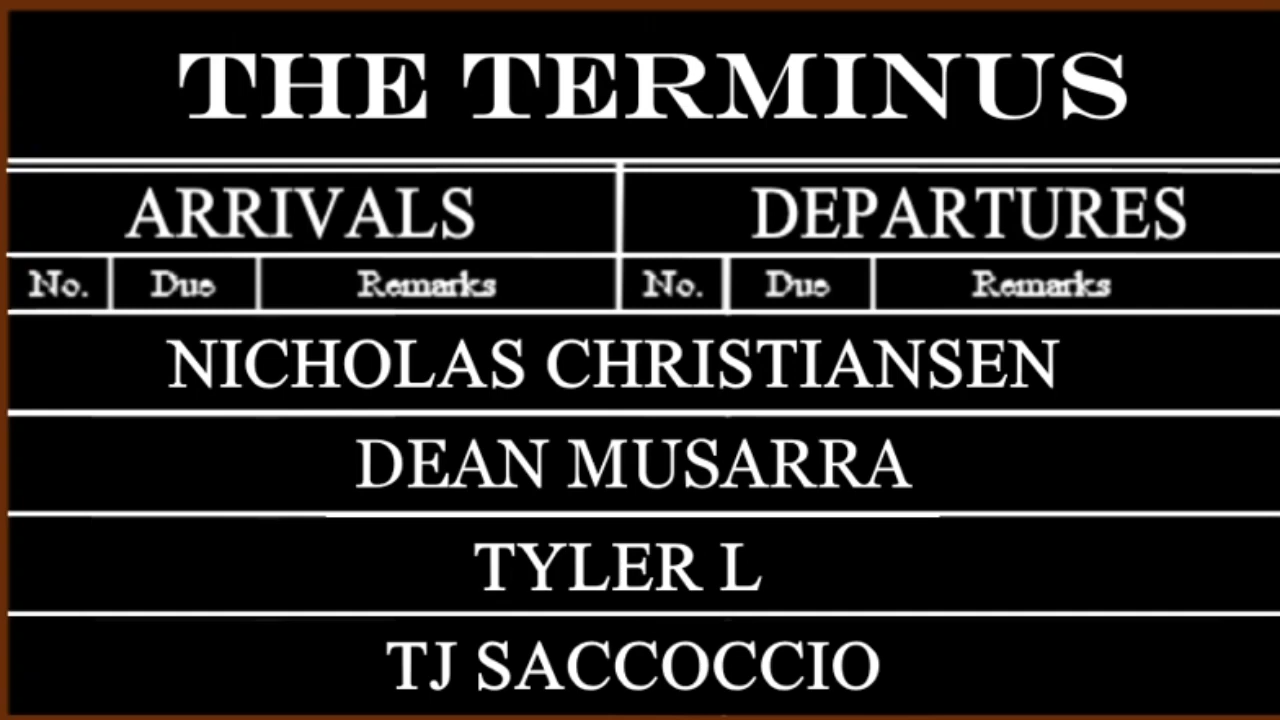 THE TERMINUS
ARRIVALS DEPARTURES
No. Due Remarks No. Due Remarks
NICHOLAS CHRISTIANSEN
DEAN MUSARRA
TYLER L
TJ SACCOCCIO